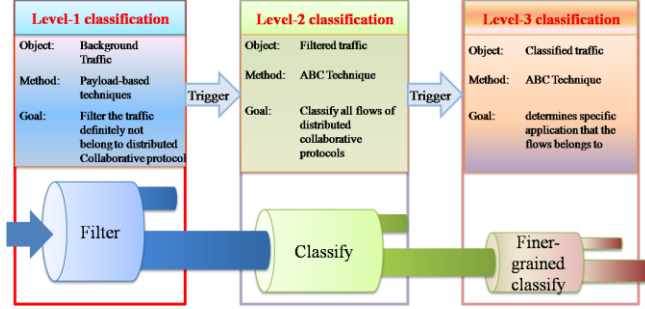 Level-1 classification
Object: Background
Traffic
Method: Payload-based
techniques
Goal: Filter the traffic
definitely not
belong to distributed
Collaborative protocol
Trigger
Level-2 classification
Object: Filtered traffic
Method: ABC Technique
Goal: Classify all flows of
distributed
collaborative
protocols
Trigger
Level-3 classification
Object: Classified traffic
Method: ABC Technique
Goal: determines specific
application that the
flows belongs to
Filter
Classify
Finer-
grained
classify